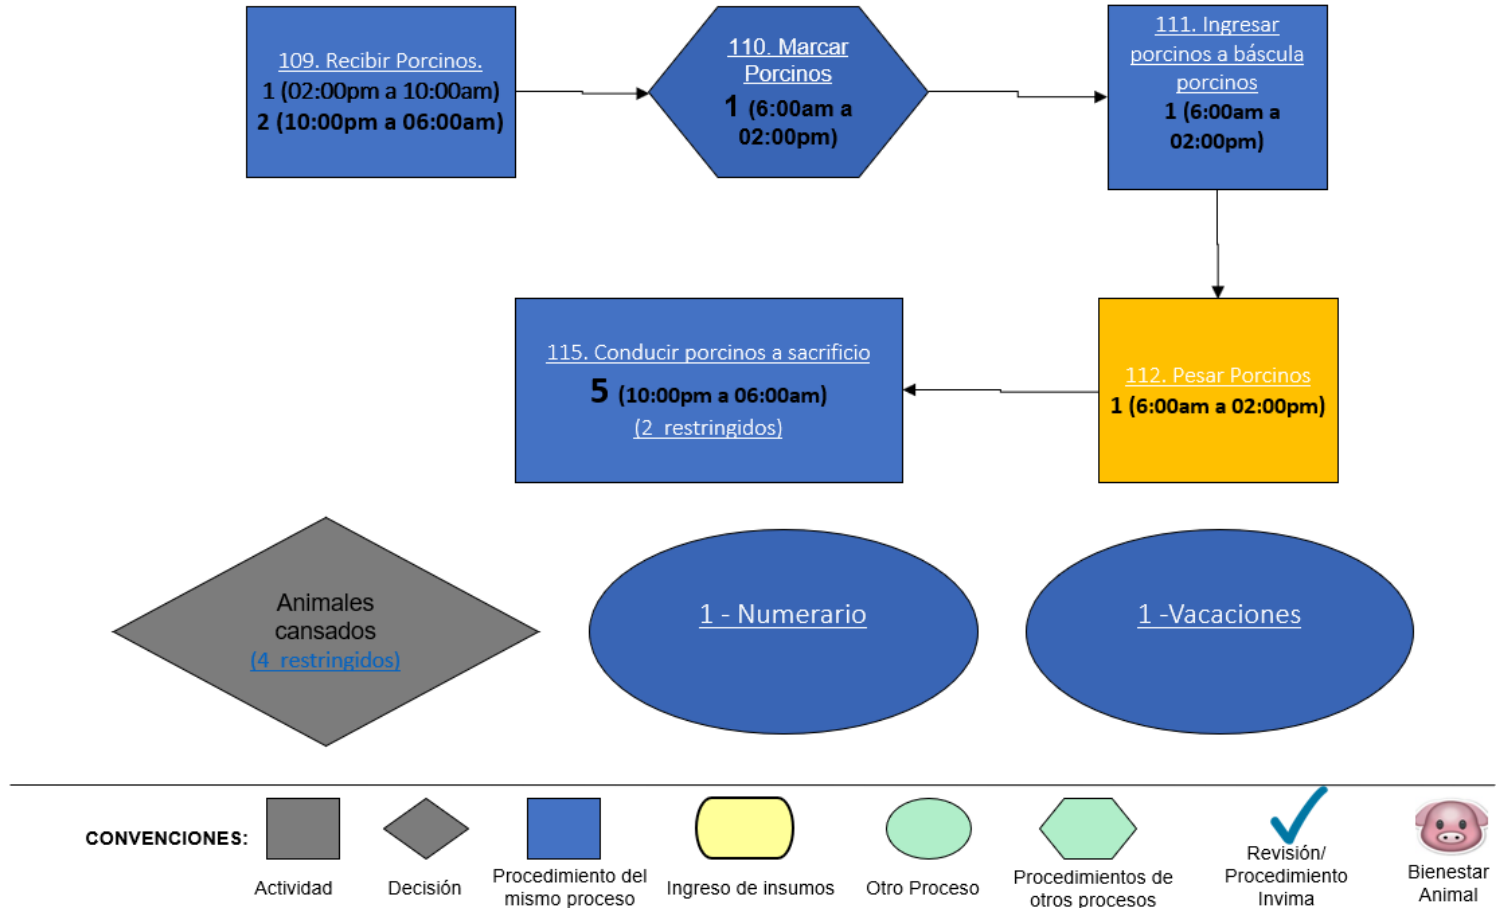 109. Recibir Porcinos.
1 (02:00pm a 10:00am)
2 (10:00pm a 06:00am)
110. Marcar
Porcinos
1 (6:00am a
02:00pm)
111. Ingresar
porcinos a báscula
porcinos
1 (6:00am a
02:00pm)
115. Conducir porcinos a sacrificio
5 (10:00pm a 06:00am)
(2 restringidos)
112. Pesar Porcinos
1 (6:00am a 02:00pm)
Animales
cansados
(4 restringidos)
1 - Numerario
1 -Vacaciones
CONVENCIONES:
Actividad
Decisión
Procedimiento del
mismo proceso
Ingreso de insumos
Otro Proceso
Procedimientos de
otros procesos
Revisión/
Procedimiento
Invima
Bienestar
Animal